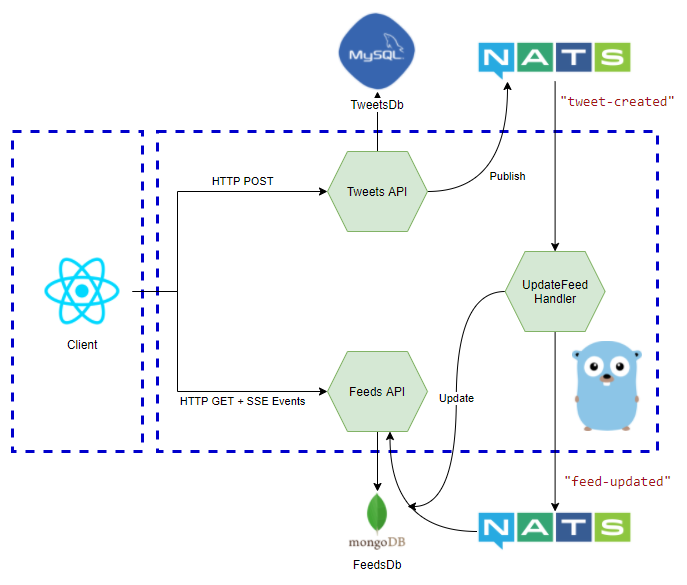 MySQL
TweetsDb
NATS
"tweet-created"
HTTP POST
Tweets API
Publish
UpdateFeed
Handler
Client
HTTP GET + SSE Events
Feeds API
Update
"feed-updated"
mongoDB
FeedsDb
NATS